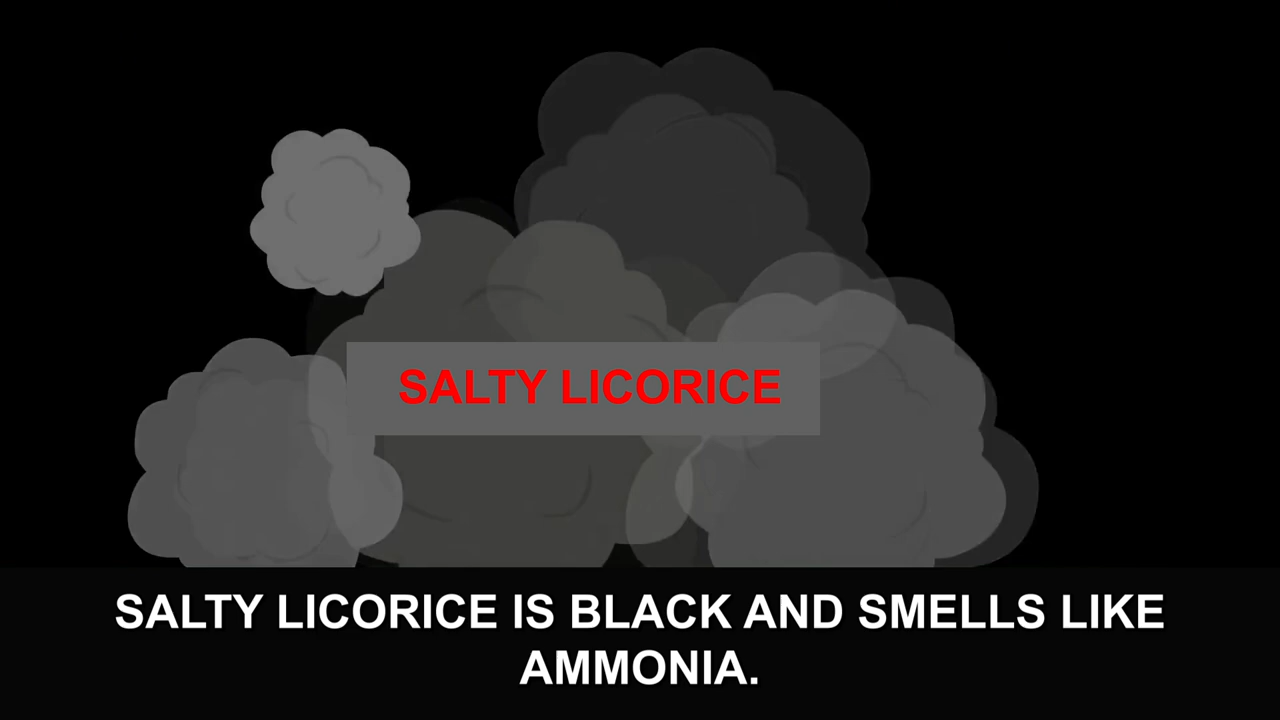 SALTY LICORICE
SALTY LICORICE IS BLACK AND SMELLS LIKE
AMMONIA.